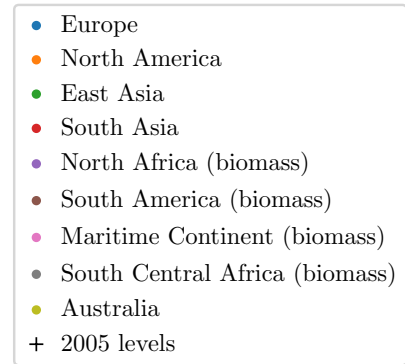 Europe
North America
East Asia
South Asia
North Africa (biomass)
South America (biomass)
Maritime Continent (biomass)
South Central Africa (biomass)
Australia
+ 2005 levels